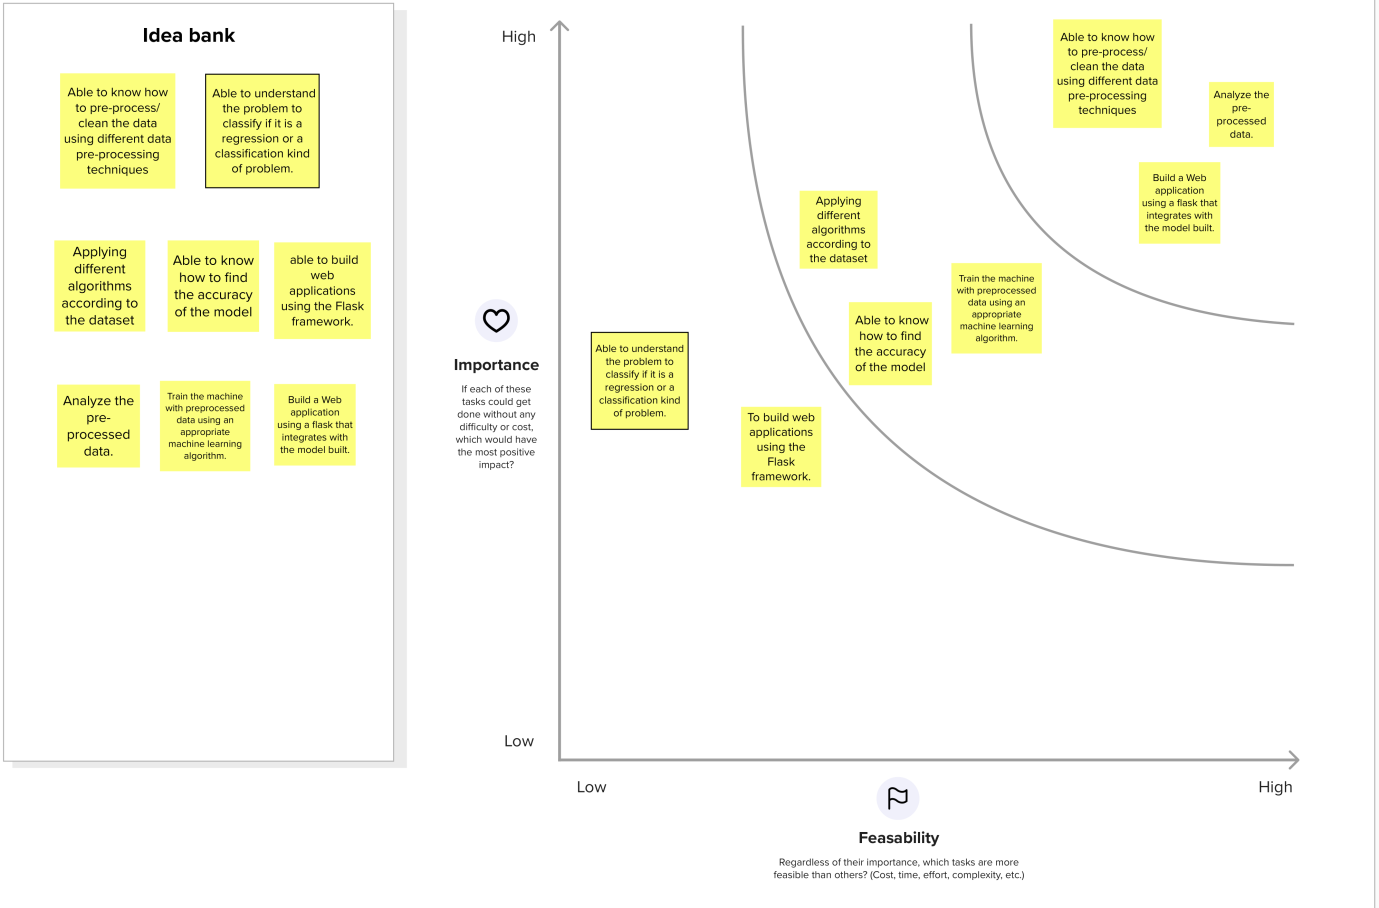 Idea bank
Able to know how
to pre-process/
clean the data
using different data
pre-processing
techniques
Able to understand
the problem to
classify if it is a
regression or a
classification kind
of problem.
Applying
different
algorithms
according to
the dataset
Able to know
how to find
the accuracy
of the model
able to build
web
applications
using the Flask
framework.
Analyze the
pre-
processed
data.
Train the machine
with preprocessed
data using an
appropriate
machine learning
algorithm.
Build a Web
application
using a flask that
integrates with
the model built.
High
Importance
If each of these
tasks could get
done without any
difficulty or cost,
which would have
the most positive
impact?
Low
Able to know how
to pre-process/
clean the data
using different data
pre-processing
techniques
Analyze the
pre-
processed
data.
Build a Web
application
using a flask that
integrates with
the model built.
Applying
different
algorithms
according to
the dataset
Train the machine
with preprocessed
data using an
appropriate
machine learning
algorithm.
Able to know
how to find
the accuracy
of the model
Able to understand
the problem to
classify if it is a
regression or a
classification kind
of problem.
To build web
applications
using the
Flask
framework.
Low
High
Feasability
Regardless of their importance, which tasks are more
feasible than others? (Cost, time, effort, complexity, etc.)